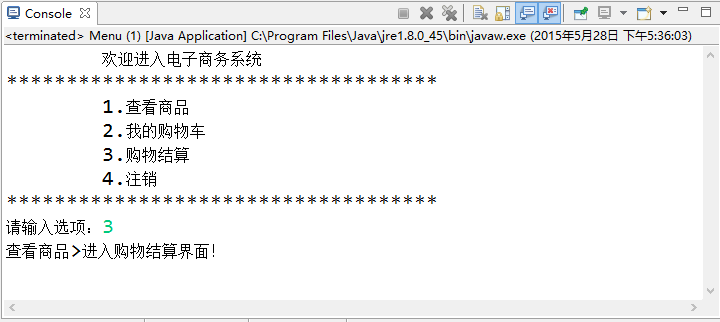 Console
<terminated> Menu (1) [Java Application] C:\Program Files\Java\jre1.8.0_45\bin\javaw.exe (2015年5月28日 下午5:36:03)
欢迎进入电子商务系统
************************************
1.查看商品
2.我的购物车
3.购物结算
4.注销
************************************
请输入选项：3
查看商品>进入购物结算界面!